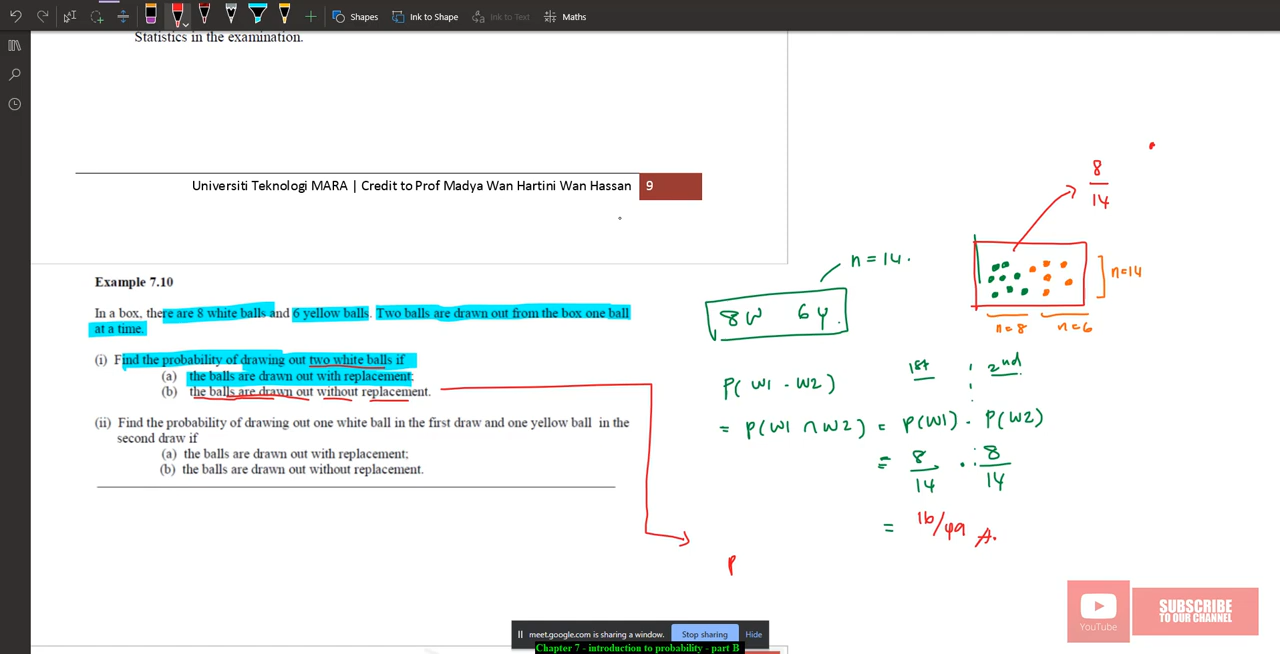 Shapes
Ink to Shape
Ink to Text
Maths
Statistics in the examination.
Universiti Teknologi MARA | Credit to Prof Madya Wan Hartini Wan Hassan 9
Example 7.10
In a box, there are 8 white balls and 6 yellow balls. Two balls are drawn out from the box one ball
at a time.
(i) Find the probability of drawing out two white balls if
(a) the balls are drawn out with replacement;
(b) the balls are drawn out without replacement.
(ii) Find the probability of drawing out one white ball in the first draw and one yellow ball in the
second draw if
(a) the balls are drawn out with replacement;
(b) the balls are drawn out without replacement.
n = 14.
8W 6Y.
8
14
n=14
n=8 n=6
1st 2nd
P( W1 - W2)
= P(W1 ∩ W2) = P(W1) · P(W2)
= 8/14 · 8/14
= 16/49 A.
P
meet.google.com is sharing a window.
Stop sharing
Hide
Chapter 7 - introduction to probability - part B
YouTube
SUBSCRIBE
TO OUR CHANNEL